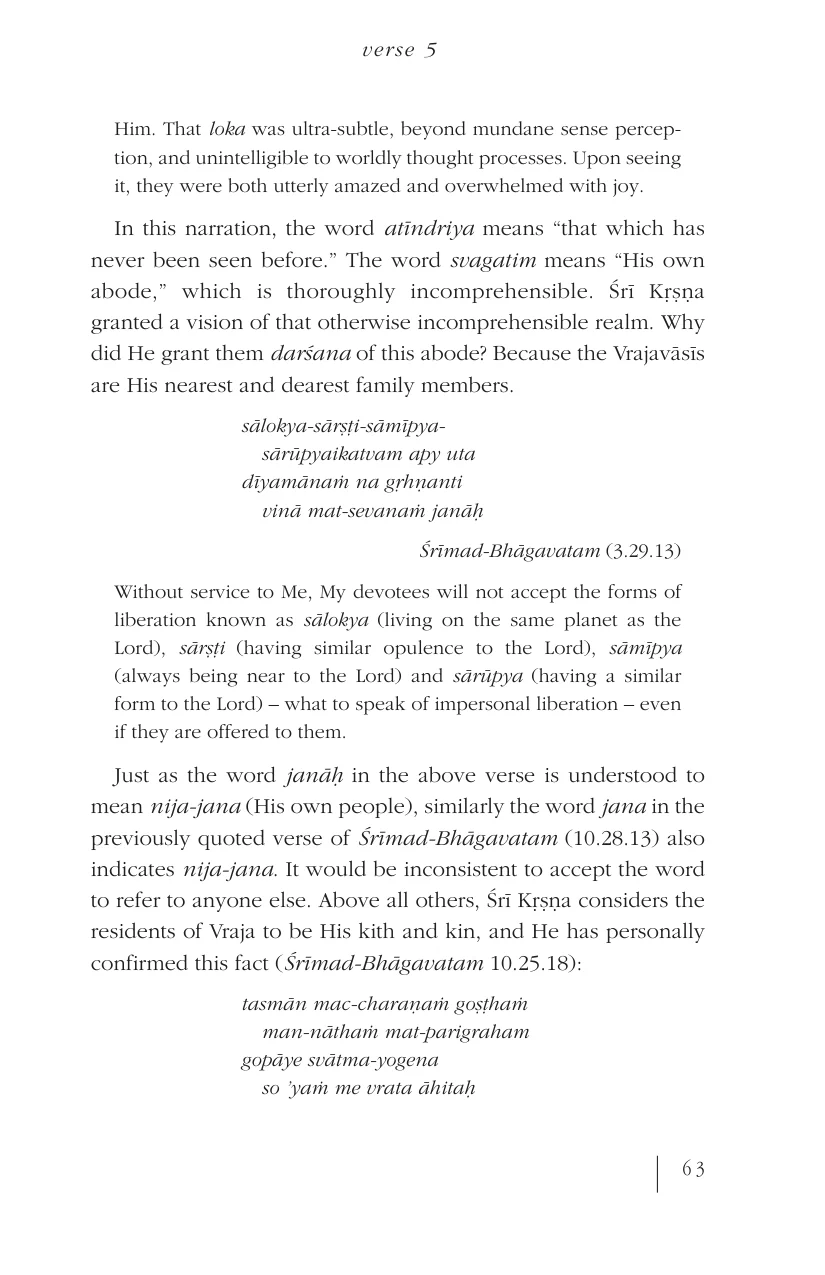 verse 5
Him. That loka was ultra-subtle, beyond mundane sense percep-
tion, and unintelligible to worldly thought processes. Upon seeing
it, they were both utterly amazed and overwhelmed with joy.
In this narration, the word atīndriya means “that which has
never been seen before.” The word svagatim means “His own
abode,” which is thoroughly incomprehensible. Śrī Kṛṣṇa
granted a vision of that otherwise incomprehensible realm. Why
did He grant them darśana of this abode? Because the Vrajavāsīs
are His nearest and dearest family members.
sālokya-sārṣṭi-sāmīpya-
sārūpyaikatvam apy uta
dīyamānaṁ na gṛhṇanti
vinā mat-sevanaṁ janāḥ
Śrīmad-Bhāgavatam (3.29.13)
Without service to Me, My devotees will not accept the forms of
liberation known as sālokya (living on the same planet as the
Lord), sārṣṭi (having similar opulence to the Lord), sāmīpya
(always being near to the Lord) and sārūpya (having a similar
form to the Lord) – what to speak of impersonal liberation – even
if they are offered to them.
Just as the word janāḥ in the above verse is understood to
mean nija-jana (His own people), similarly the word jana in the
previously quoted verse of Śrīmad-Bhāgavatam (10.28.13) also
indicates nija-jana. It would be inconsistent to accept the word
to refer to anyone else. Above all others, Śrī Kṛṣṇa considers the
residents of Vraja to be His kith and kin, and He has personally
confirmed this fact (Śrīmad-Bhāgavatam 10.25.18):
tasmān mac-charaṇaṁ goṣṭhaṁ
man-nāthaṁ mat-parigraham
gopāye svātma-yogena
so ’yaṁ me vrata āhitaḥ
63